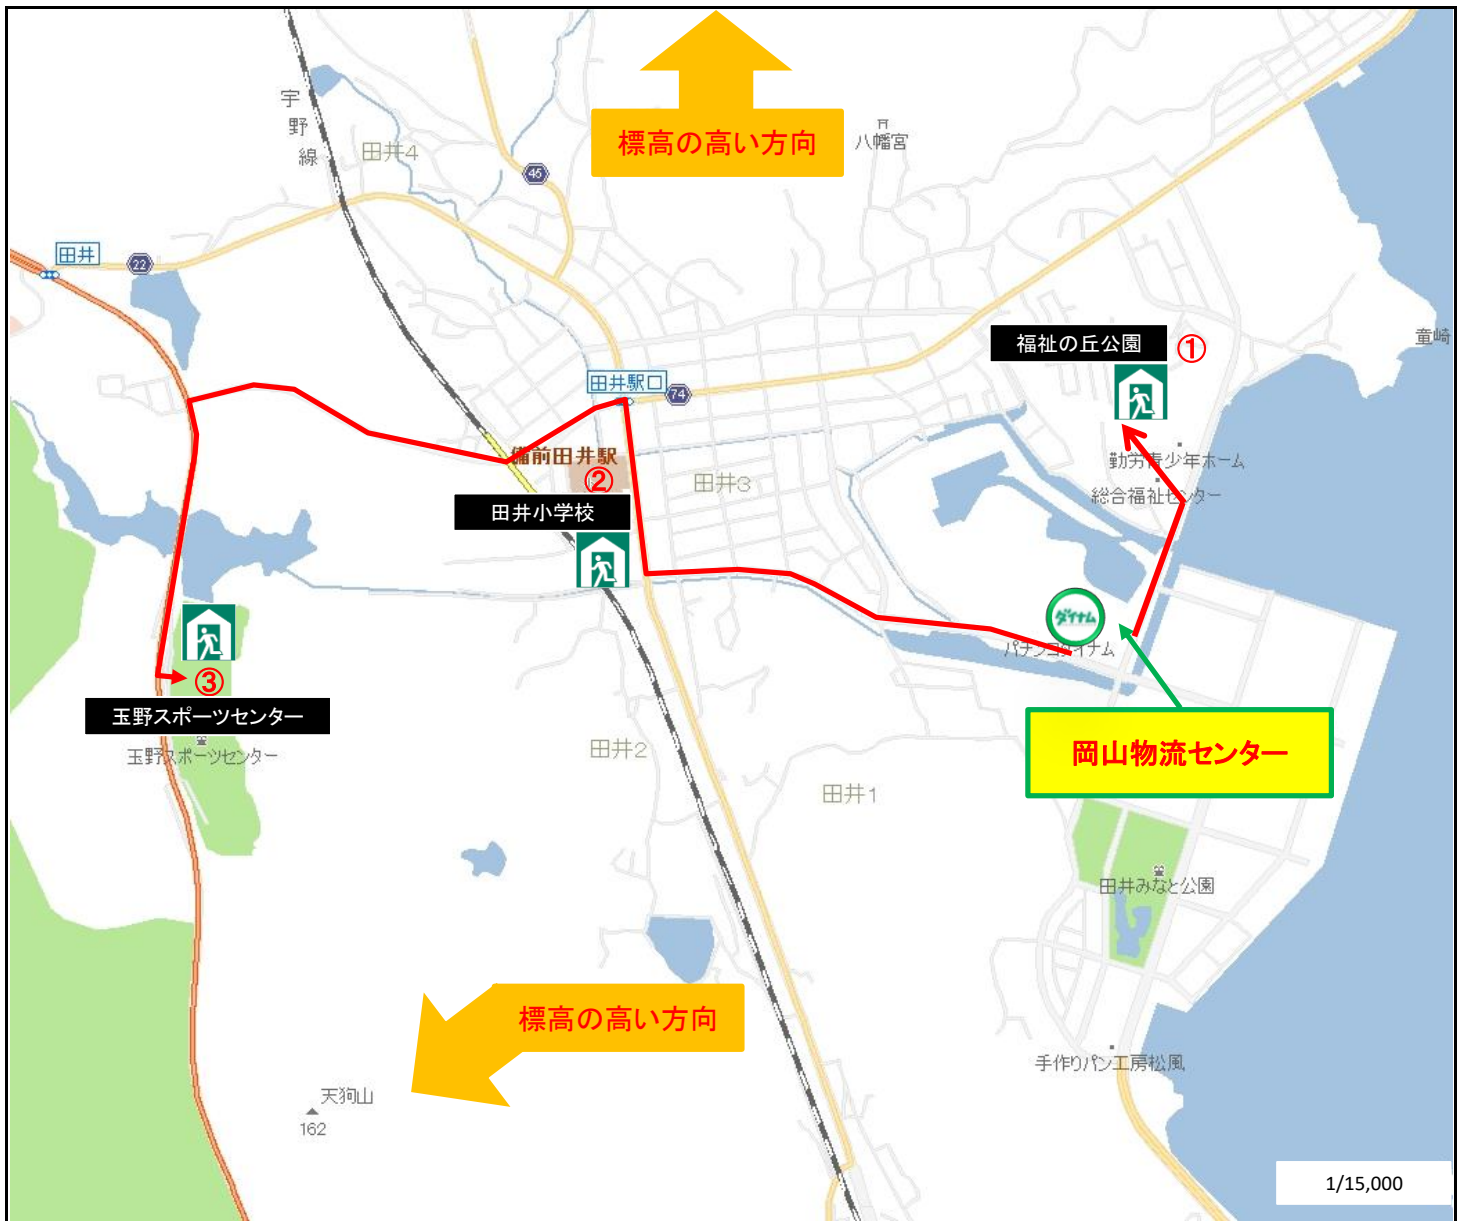 標高の高い方向
八幡宮
宇野線
田井4
45
田井
22
福祉の丘公園
①
童崎
田井駅口
74
備前田井駅
②
田井3
勤労青少年ホーム
総合福祉センター
田井小学校
ダイナム
パチンコダイナム
③
玉野スポーツセンター
玉野スポーツセンター
岡山物流センター
田井2
田井1
田井みなと公園
標高の高い方向
手作りパン工房松風
天狗山
162
1/15,000